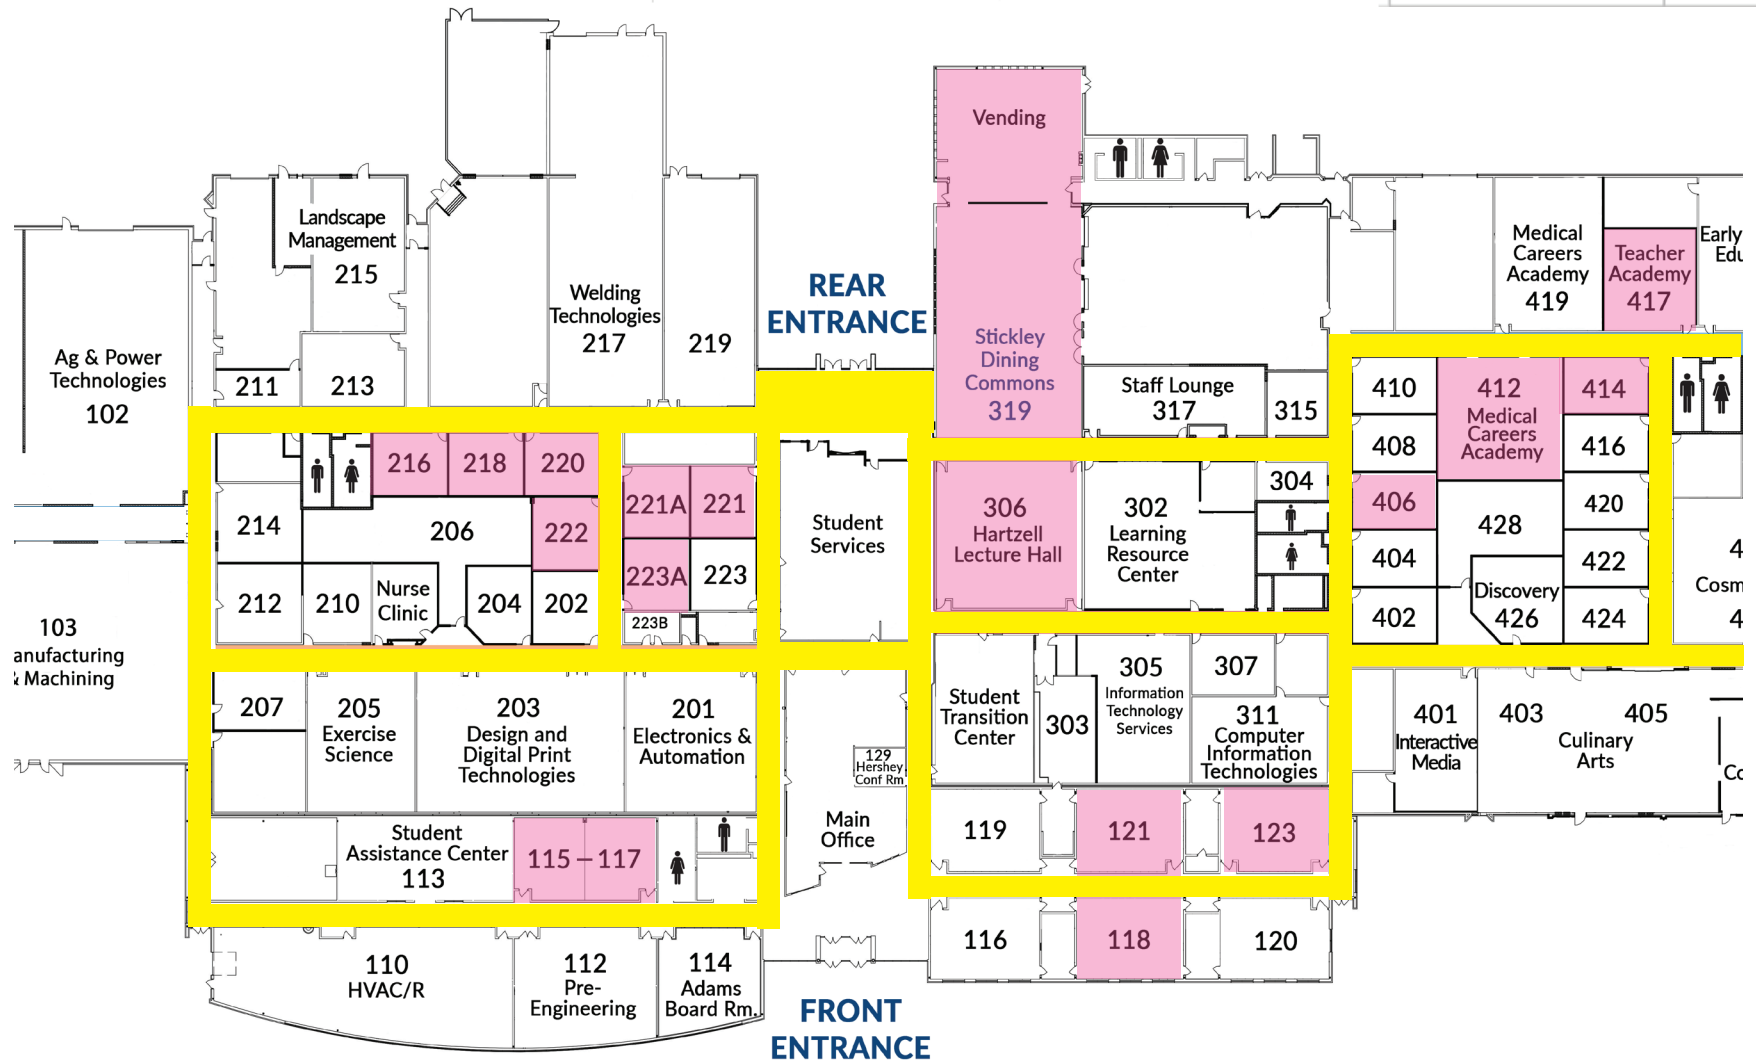 Vending
Landscape
Management
215
Medical
Careers
Academy
419
Teacher
Academy
417
Early
Edu
REAR
ENTRANCE
Welding
Technologies
217
219
Stickley
Dining
Commons
319
Ag & Power
Technologies
102
211
213
Staff Lounge
317
315
410
412
Medical
Careers
Academy
414
408
416
216
218
220
221A
221
406
420
214
206
222
Student
Services
306
Hartzell
Lecture Hall
302
Learning
Resource
Center
304
428
404
422
223A
223
212
210
Nurse
Clinic
204
202
223B
402
Discovery
426
424
4
Cosm
4
103
anufacturing
& Machining
207
205
Exercise
Science
203
Design and
Digital Print
Technologies
201
Electronics &
Automation
129
Hershey
Conf Rm
Main
Office
Student
Transition
Center
303
305
Information
Technology
Services
307
311
Computer
Information
Technologies
401
Interactive
Media
403
405
Culinary
Arts
Co
Student
Assistance Center
113
115 – 117
119
121
123
110
HVAC/R
112
Pre-
Engineering
114
Adams
Board Rm.
116
118
120
FRONT
ENTRANCE